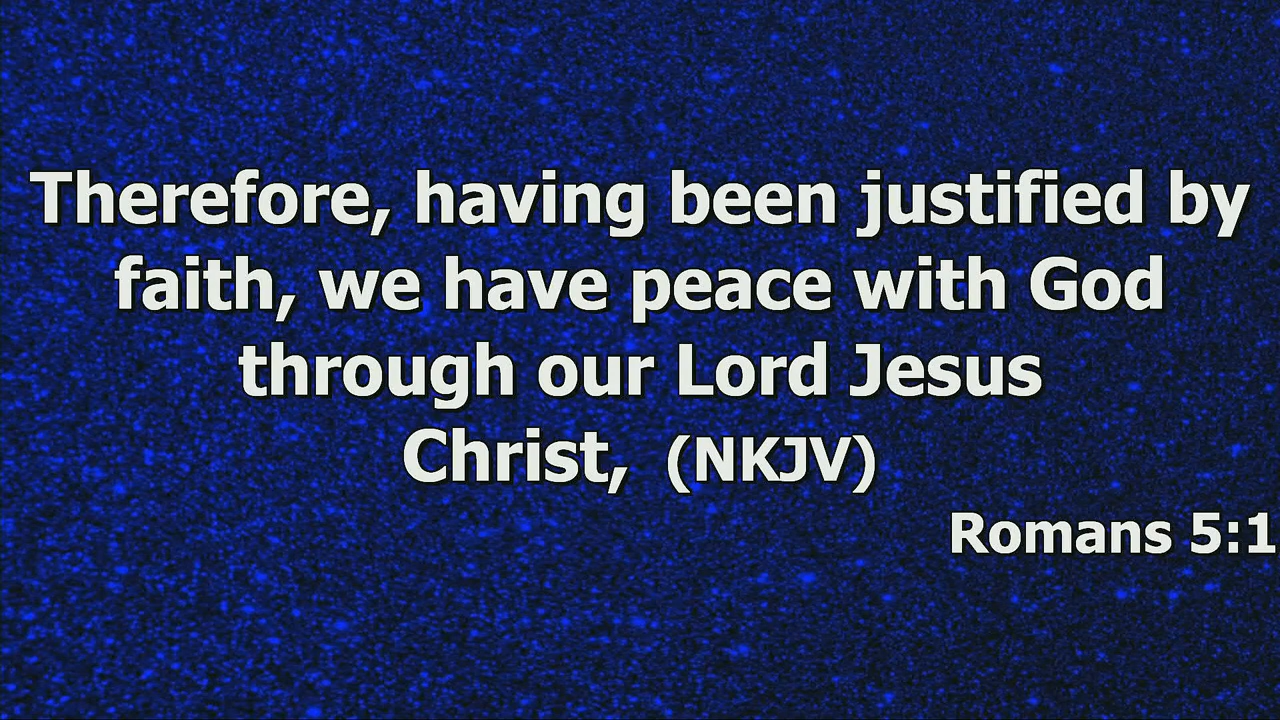 Therefore, having been justified by
faith, we have peace with God
through our Lord Jesus
Christ, (NKJV)
Romans 5:1